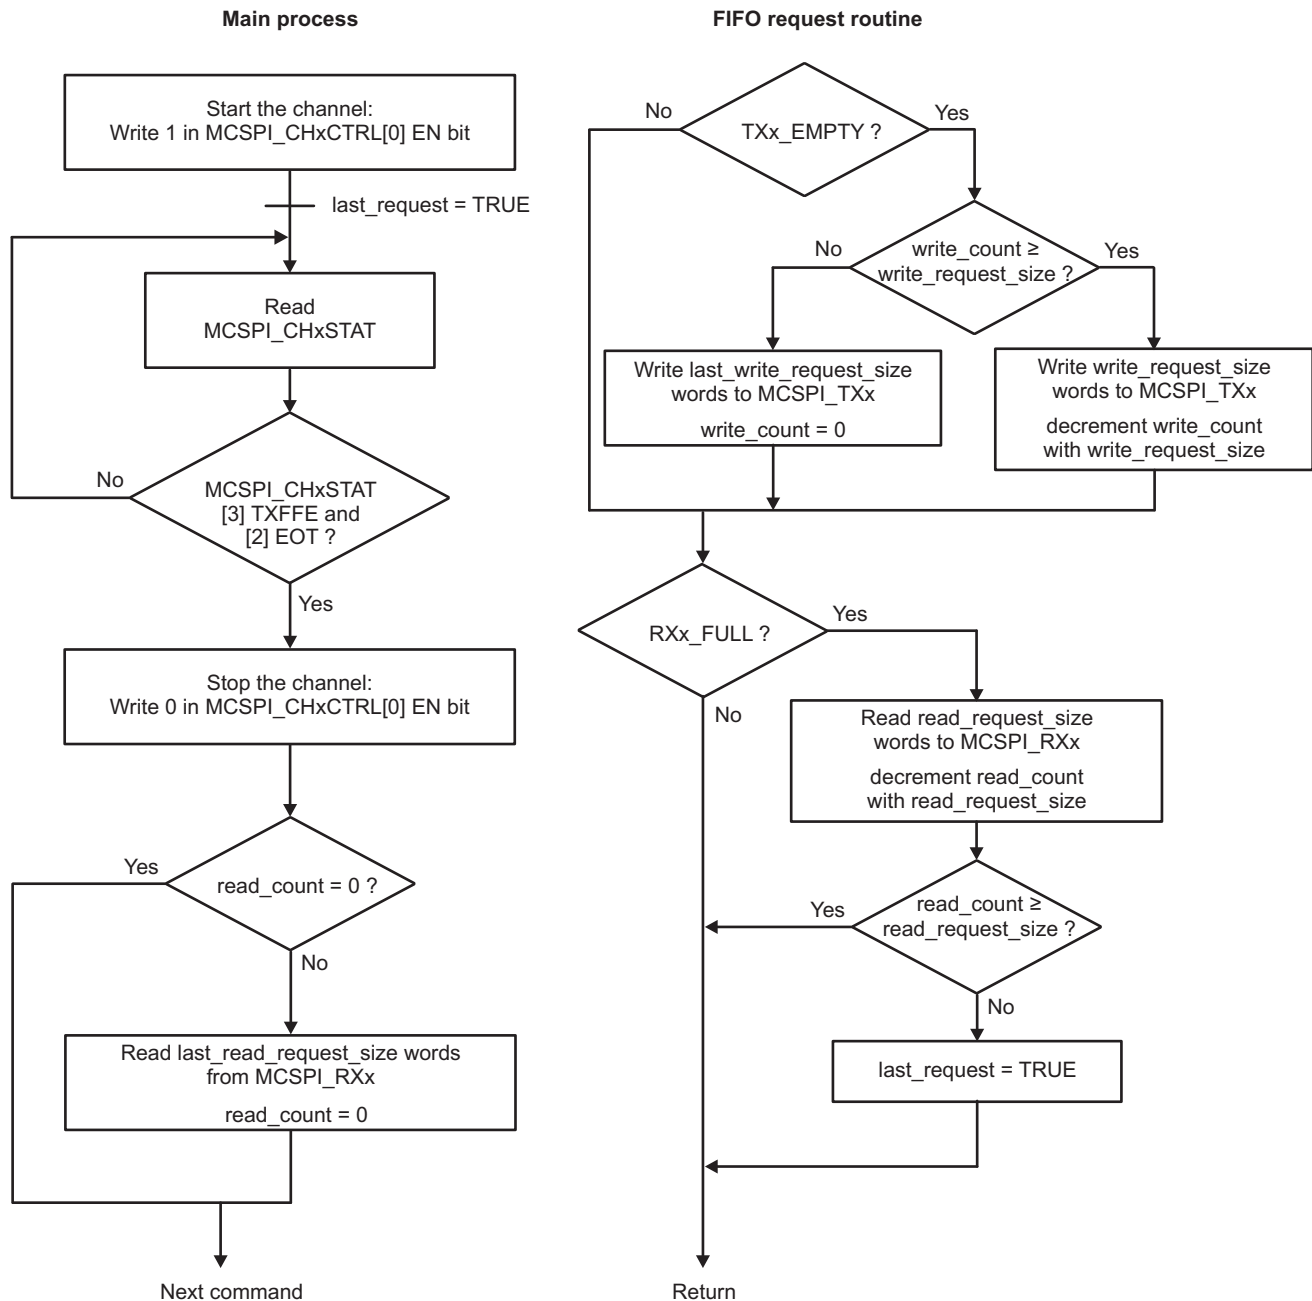 Main process
Start the channel:
Write 1 in MCSPI_CHxCTRL[0] EN bit
last_request = TRUE
Read
MCSPI_CHxSTAT
No
MCSPI_CHxSTAT
[3] TXFFE and
[2] EOT ?
Yes
Stop the channel:
Write 0 in MCSPI_CHxCTRL[0] EN bit
Yes
read_count = 0 ?
No
Read last_read_request_size words
from MCSPI_RXx
read_count = 0
Next command
FIFO request routine
No
Yes
TXx_EMPTY ?
No
write_count ≥
write_request_size ?
Yes
Write last_write_request_size
words to MCSPI_TXx
write_count = 0
Write write_request_size
words to MCSPI_TXx
decrement write_count
with write_request_size
RXx_FULL ?
Yes
No
Read read_request_size
words to MCSPI_RXx
decrement read_count
with read_request_size
Yes
read_count ≥
read_request_size ?
No
last_request = TRUE
Return